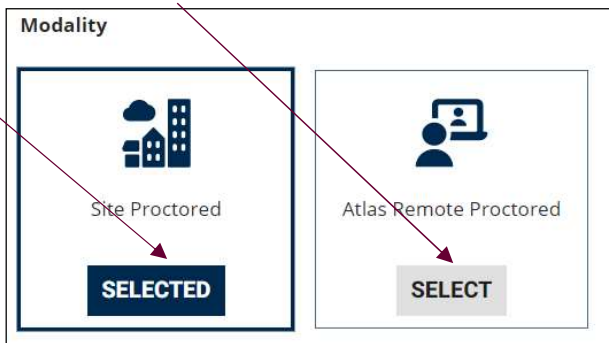 Modality
Site Proctored
Atlas Remote Proctored
SELECTED
SELECT